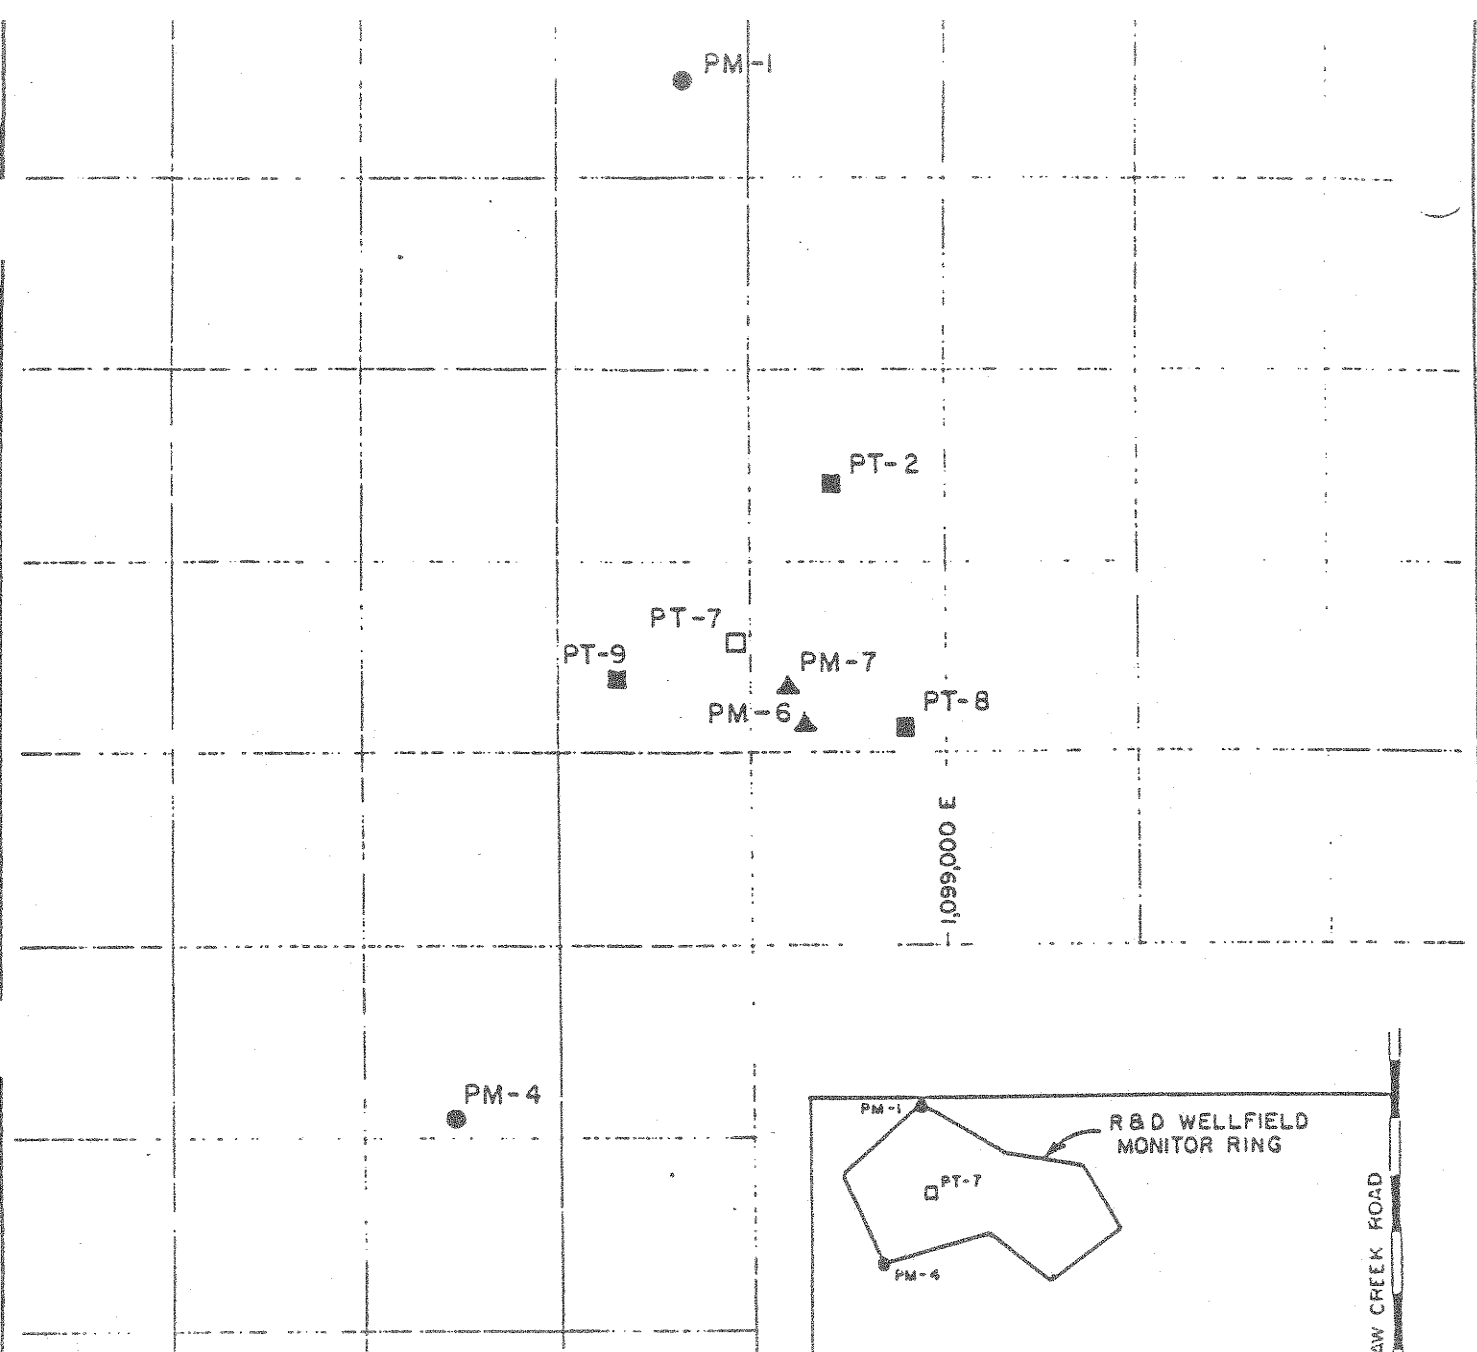 PM-1
PT-2
PT-7
PT-9
PM-7
PM-6
PT-8
1,099,000 E
PM-4
PM-1
R & D WELLFIELD
MONITOR RING
PT-7
PM-4
AW CREEK ROAD